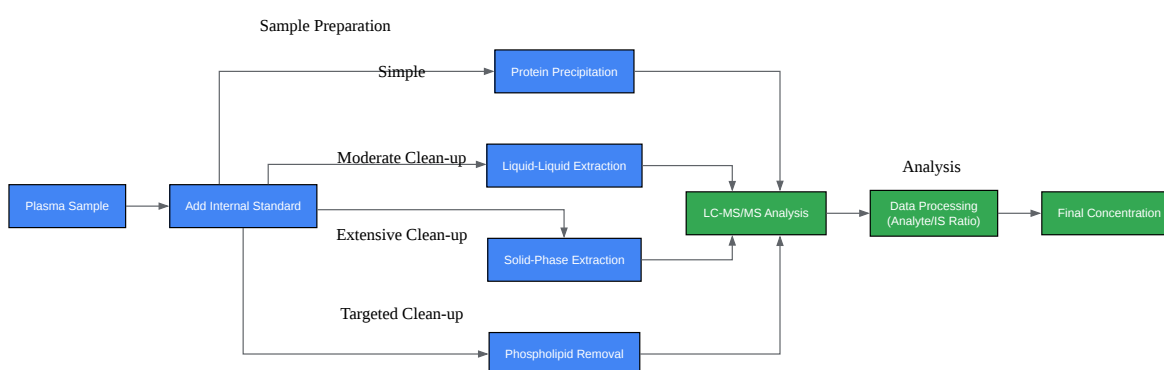 Sample Preparation
Simple
Protein Precipitation
Moderate Clean-up
Liquid-Liquid Extraction
Analysis
Plasma Sample
Add Internal Standard
LC-MS/MS Analysis
Data Processing
(Analyte/IS Ratio)
Final Concentration
Extensive Clean-up
Solid-Phase Extraction
Targeted Clean-up
Phospholipid Removal